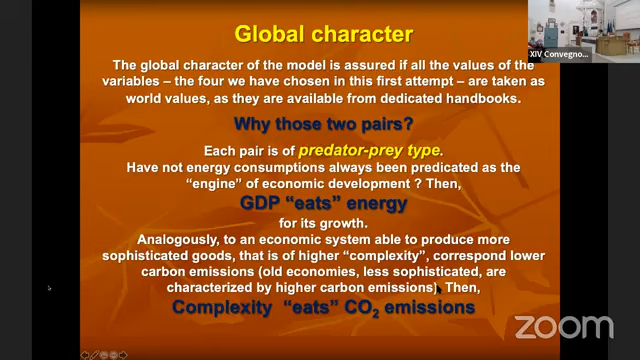 Global character
XIV Convegno...
The global character of the model is assured if all the values of the
variables – the four we have chosen in this first attempt – are taken as
world values, as they are available from dedicated handbooks.
Why those two pairs?
Each pair is of predator-prey type.
Have not energy consumptions always been predicated as the
“engine” of economic development ? Then,
GDP “eats” energy
for its growth.
Analogously, to an economic system able to produce more
sophisticated goods, that is of higher “complexity”, correspond lower
carbon emissions (old economies, less sophisticated, are
characterized by higher carbon emissions). Then,
Complexity “eats” CO2 emissions
zoom